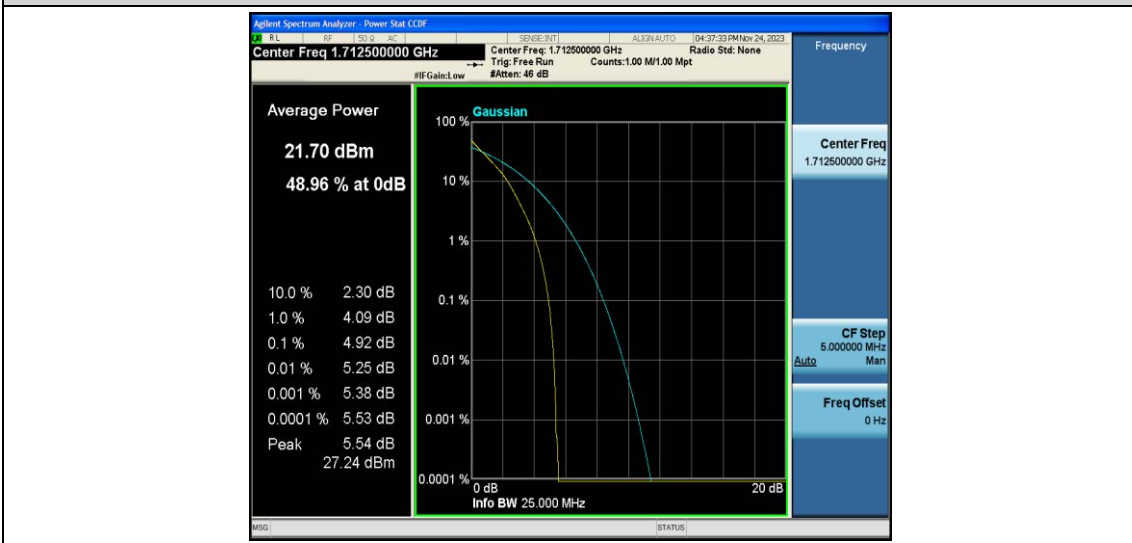 Agilent Spectrum Analyzer - Power Stat CCDF
LXI RL RF 50 Ω AC SENSE:INT ALIGN AUTO 04:37:33 PM Nov 24, 2023
Center Freq 1.712500000 GHz
Center Freq: 1.712500000 GHz Radio Std: None
Trig: Free Run Counts:1.00 M/1.00 Mpt
#IFGain:Low #Atten: 46 dB
Average Power
21.70 dBm
48.96 % at 0dB
10.0 % 2.30 dB
1.0 % 4.09 dB
0.1 % 4.92 dB
0.01 % 5.25 dB
0.001 % 5.38 dB
0.0001 % 5.53 dB
Peak 5.54 dB
27.24 dBm
Gaussian
100 %
10 %
1 %
0.1 %
0.01 %
0.001 %
0.0001 %
0 dB 20 dB
Info BW 25.000 MHz
Frequency
Center Freq
1.712500000 GHz
CF Step
5.000000 MHz
Auto Man
Freq Offset
0 Hz
MSG STATUS